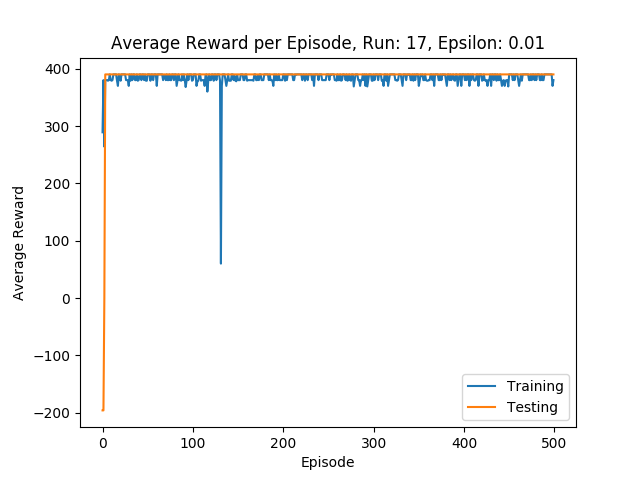 Average Reward per Episode, Run: 17, Epsilon: 0.01
Average Reward
400
300
200
100
0
−100
−200
0
100
200
300
400
500
Episode
Training
Testing